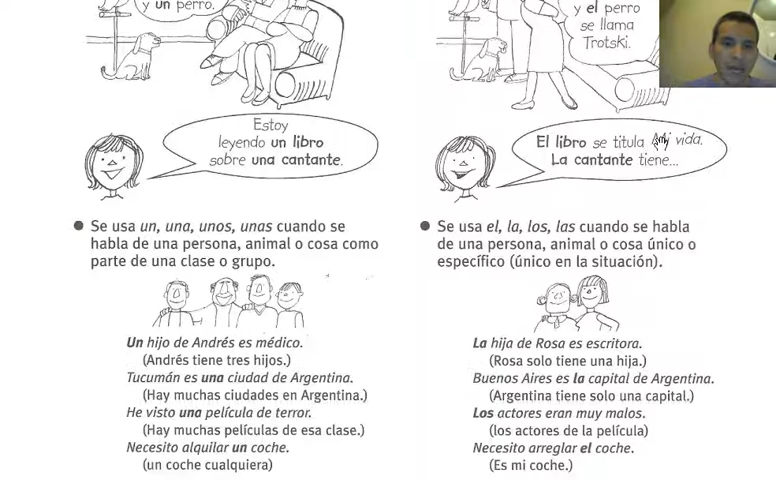 y un perro.
y el perro
se llama
Trotski.
Estoy
leyendo un libro
sobre una cantante.
El libro se titula Mi vida.
La cantante tiene...
● Se usa un, una, unos, unas cuando se
habla de una persona, animal o cosa como
parte de una clase o grupo.
Un hijo de Andrés es médico.
(Andrés tiene tres hijos.)
Tucumán es una ciudad de Argentina.
(Hay muchas ciudades en Argentina.)
He visto una película de terror.
(Hay muchas películas de esa clase.)
Necesito alquilar un coche.
(un coche cualquiera)
● Se usa el, la, los, las cuando se habla
de una persona, animal o cosa único o
específico (único en la situación).
La hija de Rosa es escritora.
(Rosa solo tiene una hija.)
Buenos Aires es la capital de Argentina.
(Argentina tiene solo una capital.)
Los actores eran muy malos.
(los actores de la película)
Necesito arreglar el coche.
(Es mi coche.)